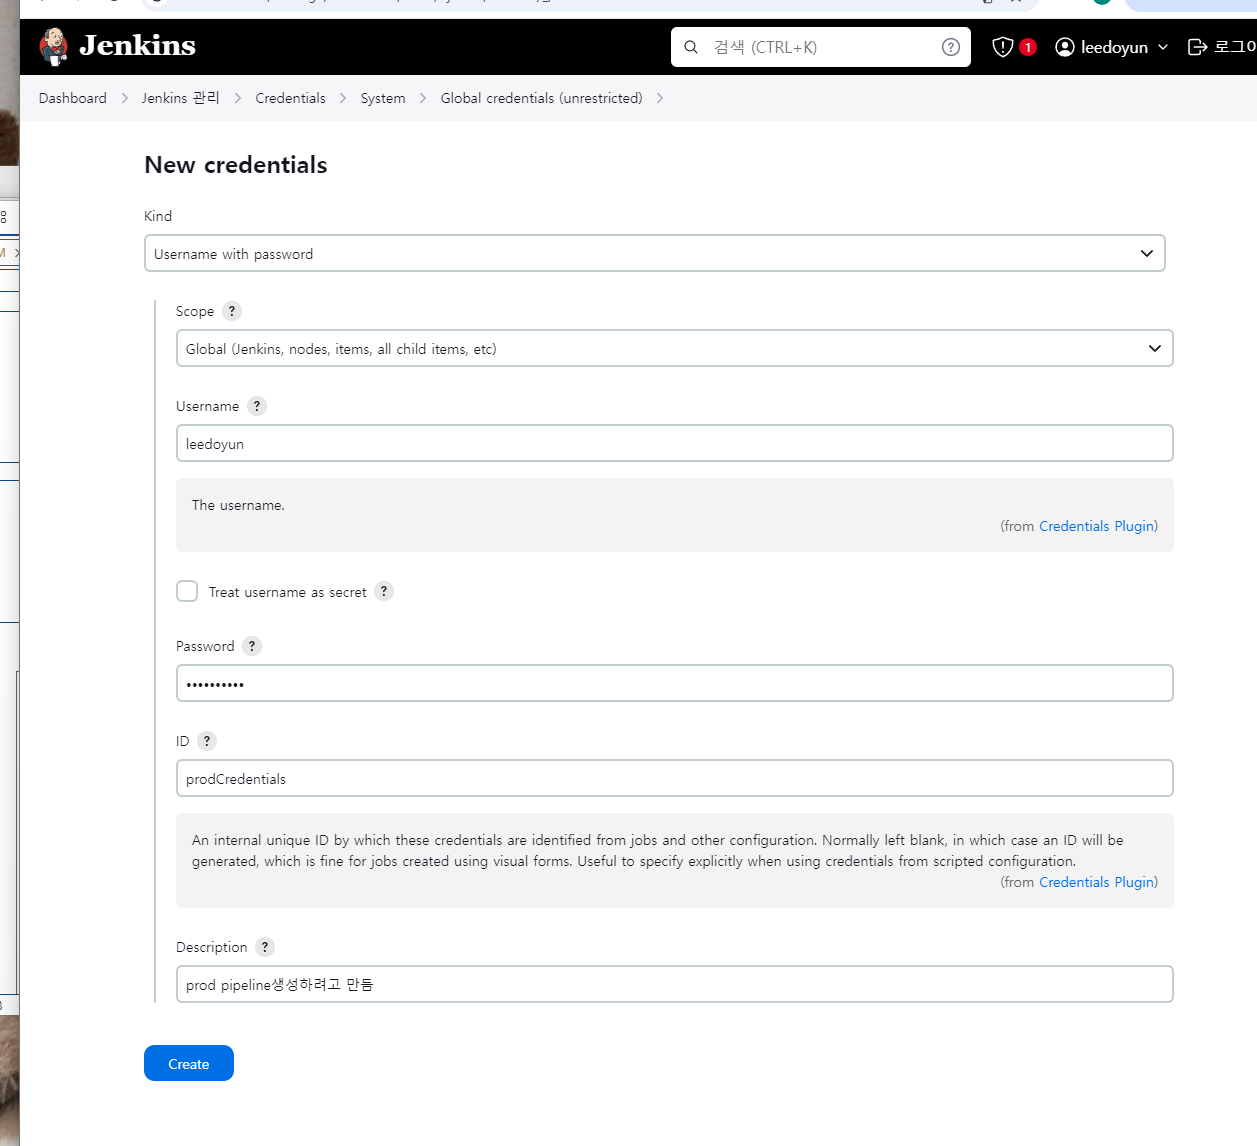 Jenkins
검색 (CTRL+K)
1
leedoyun
Dashboard
Jenkins 관리
Credentials
System
Global credentials (unrestricted)
New credentials
Kind
Username with password
Scope ?
Global (Jenkins, nodes, items, all child items, etc)
Username ?
leedoyun
The username.
(from Credentials Plugin)
Treat username as secret ?
Password ?
••••••••••
ID ?
prodCredentials
An internal unique ID by which these credentials are identified from jobs and other configuration. Normally left blank, in which case an ID will be
generated, which is fine for jobs created using visual forms. Useful to specify explicitly when using credentials from scripted configuration.
(from Credentials Plugin)
Description ?
prod pipeline생성하려고 만듬
Create